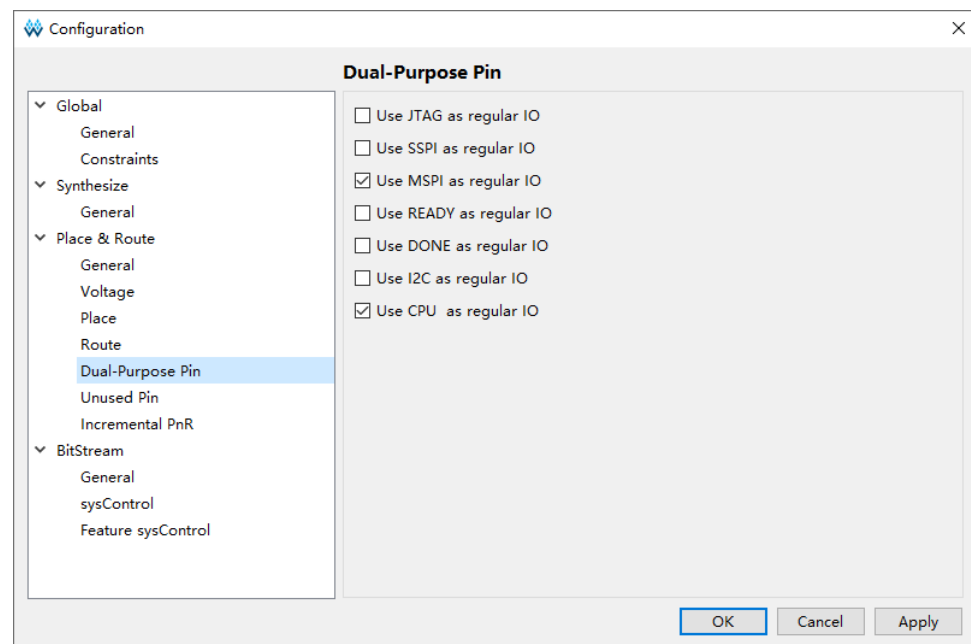 Configuration
Dual-Purpose Pin
Global
General
Constraints
Synthesize
General
Place & Route
General
Voltage
Place
Route
Dual-Purpose Pin
Unused Pin
Incremental PnR
BitStream
General
sysControl
Feature sysControl
Use JTAG as regular IO
Use SSPI as regular IO
Use MSPI as regular IO
Use READY as regular IO
Use DONE as regular IO
Use I2C as regular IO
Use CPU  as regular IO
OK
Cancel
Apply